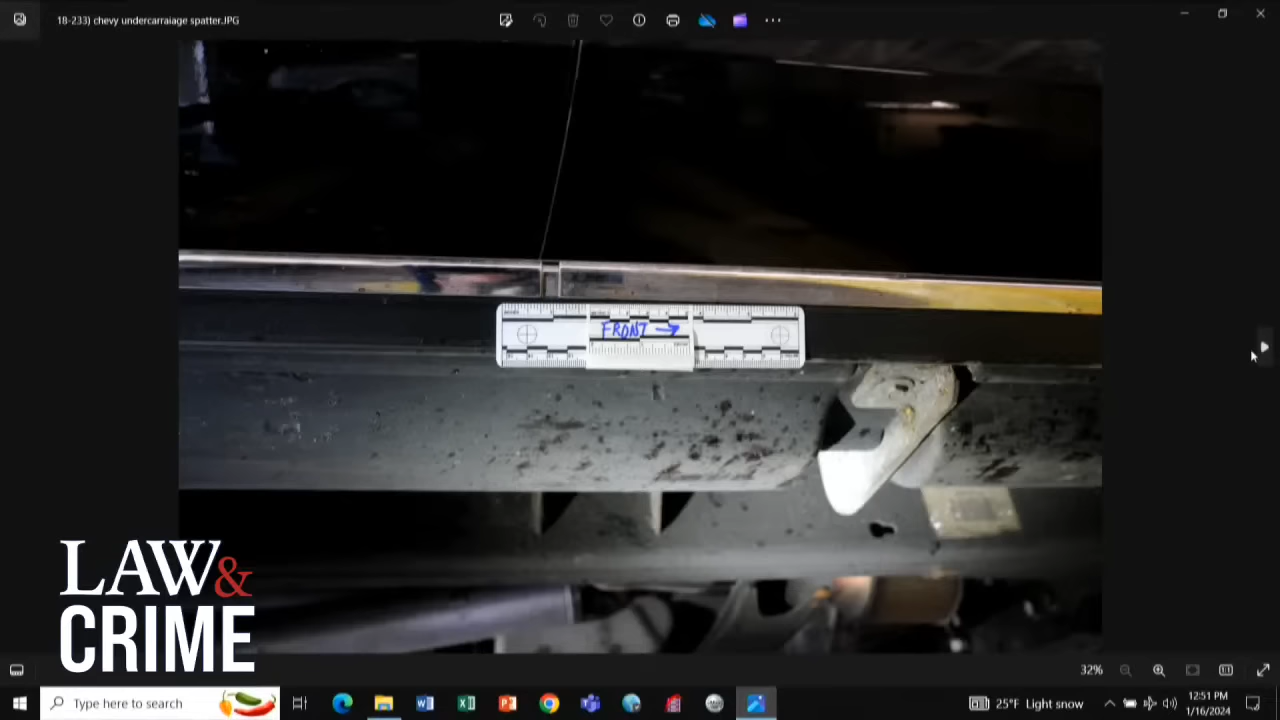 18-233) chevy undercarraiage spatter.JPG
FRONT →
LAW&
CRIME
32%
Type here to search
25°F Light snow
12:51 PM
1/16/2024